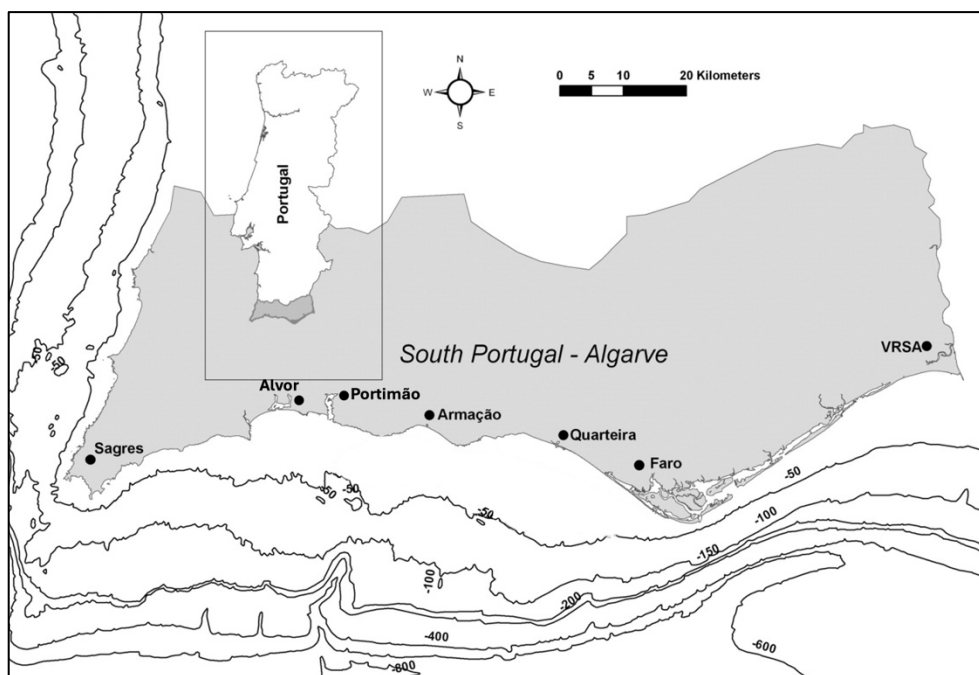 N
W E
S
0 5 10 20 Kilometers
Portugal
South Portugal - Algarve
VRSA
Alvor
Portimão
Armação
Quarteira
Sagres
Faro
-50
50
-50
-50
-50
-50
-100
-150
-100
-200
-400
-600
-800